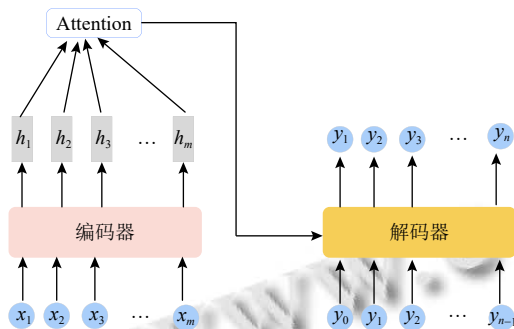 Attention
h₁ h₂ h₃ … hₘ
y₁ y₂ y₃ … yₙ
编码器
解码器
x₁ x₂ x₃ … xₘ
y₀ y₁ y₂ … yₙ₋₁